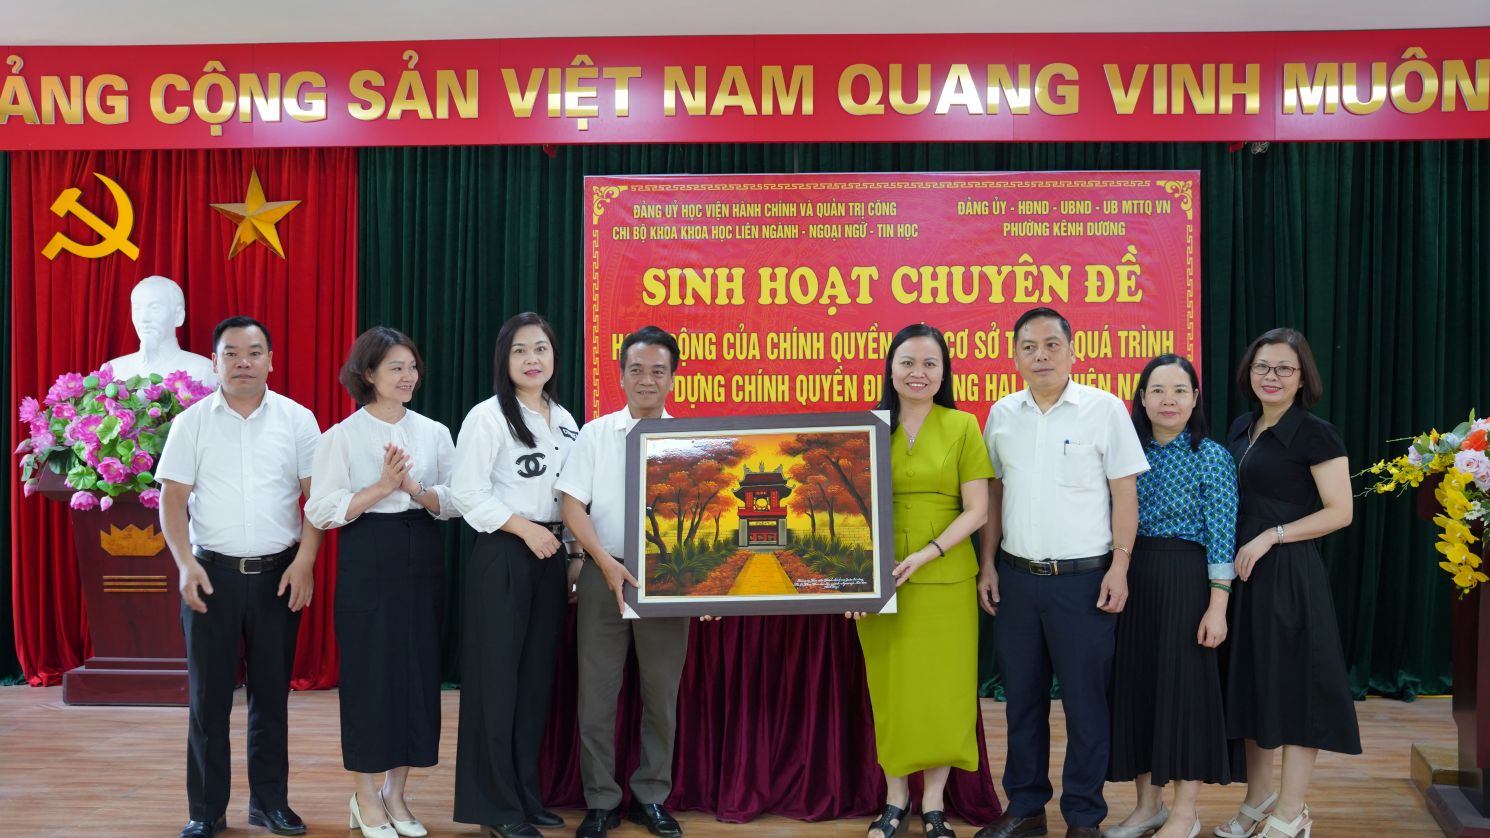 ẢNG CỘNG SẢN VIỆT NAM QUANG VINH MUÔN
ĐẢNG UỶ HỌC VIỆN HÀNH CHÍNH VÀ QUẢN TRỊ CÔNG
CHI BỘ KHOA KHOA HỌC LIÊN NGÀNH - NGOẠI NGỮ - TIN HỌC
ĐẢNG ỦY - HĐND - UBND - UB MTTQ VN
PHƯỜNG KÊNH DƯƠNG
SINH HOẠT CHUYÊN ĐỀ
ĐỘNG CỦA CHÍNH QUYỀN CƠ SỞ QUÁ TRÌNH
DỰNG CHÍNH QUYỀN HAI